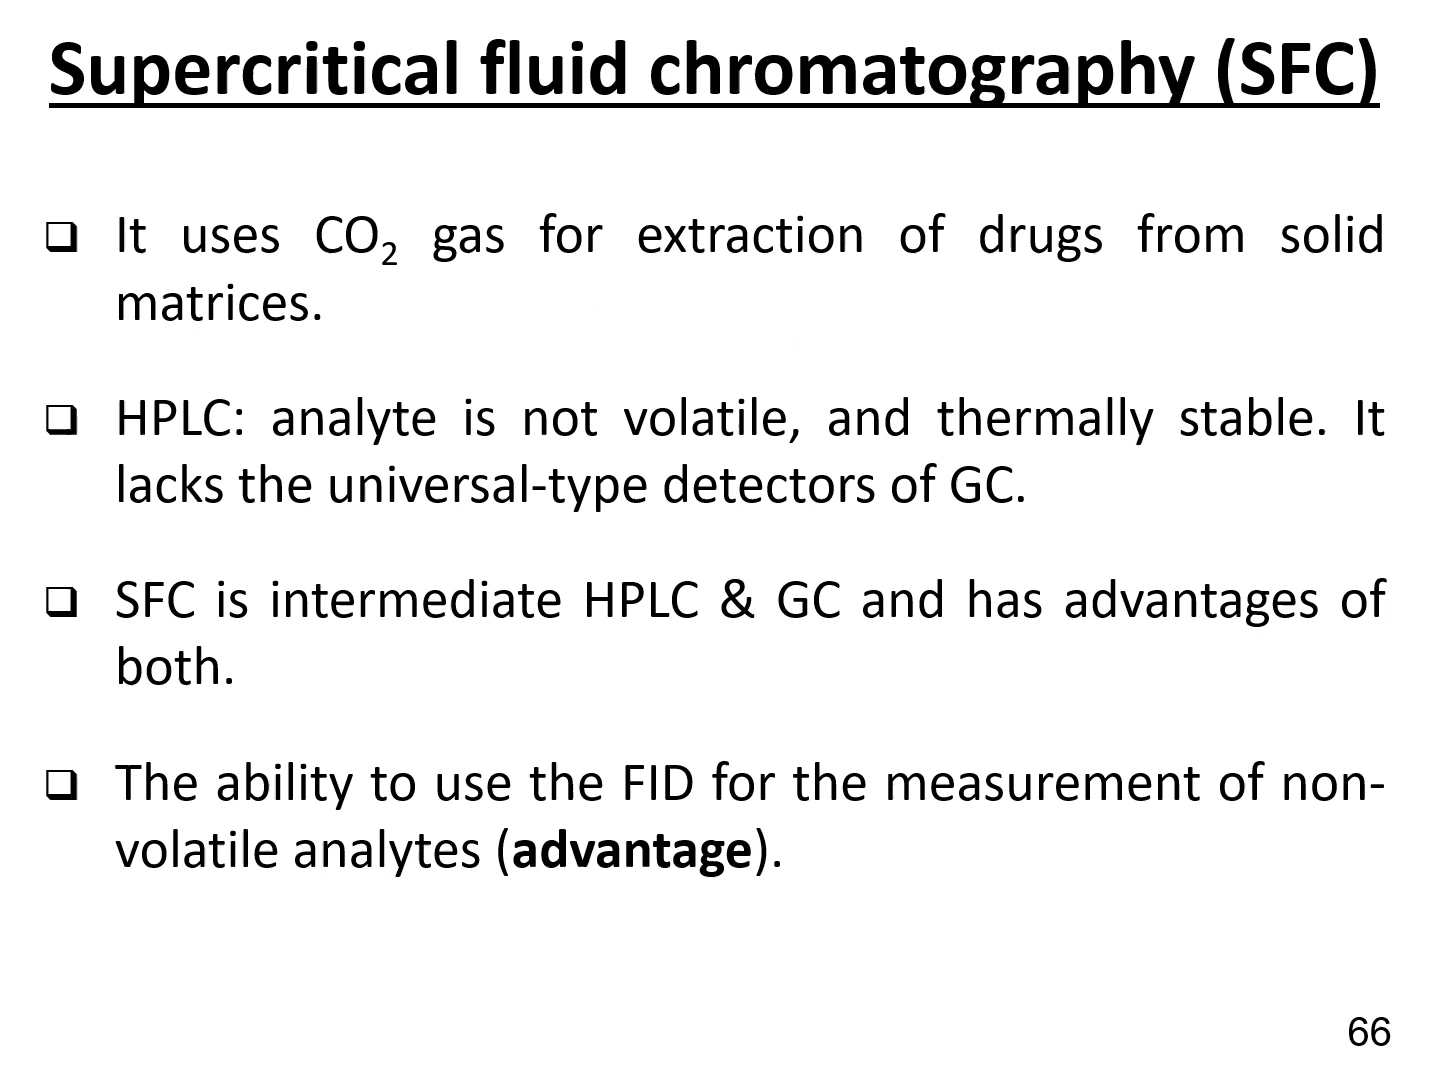 Supercritical fluid chromatography (SFC)
❑ It uses CO₂ gas for extraction of drugs from solid
matrices.
❑ HPLC: analyte is not volatile, and thermally stable. It
lacks the universal-type detectors of GC.
❑ SFC is intermediate HPLC & GC and has advantages of
both.
❑ The ability to use the FID for the measurement of non-
volatile analytes (advantage).
66